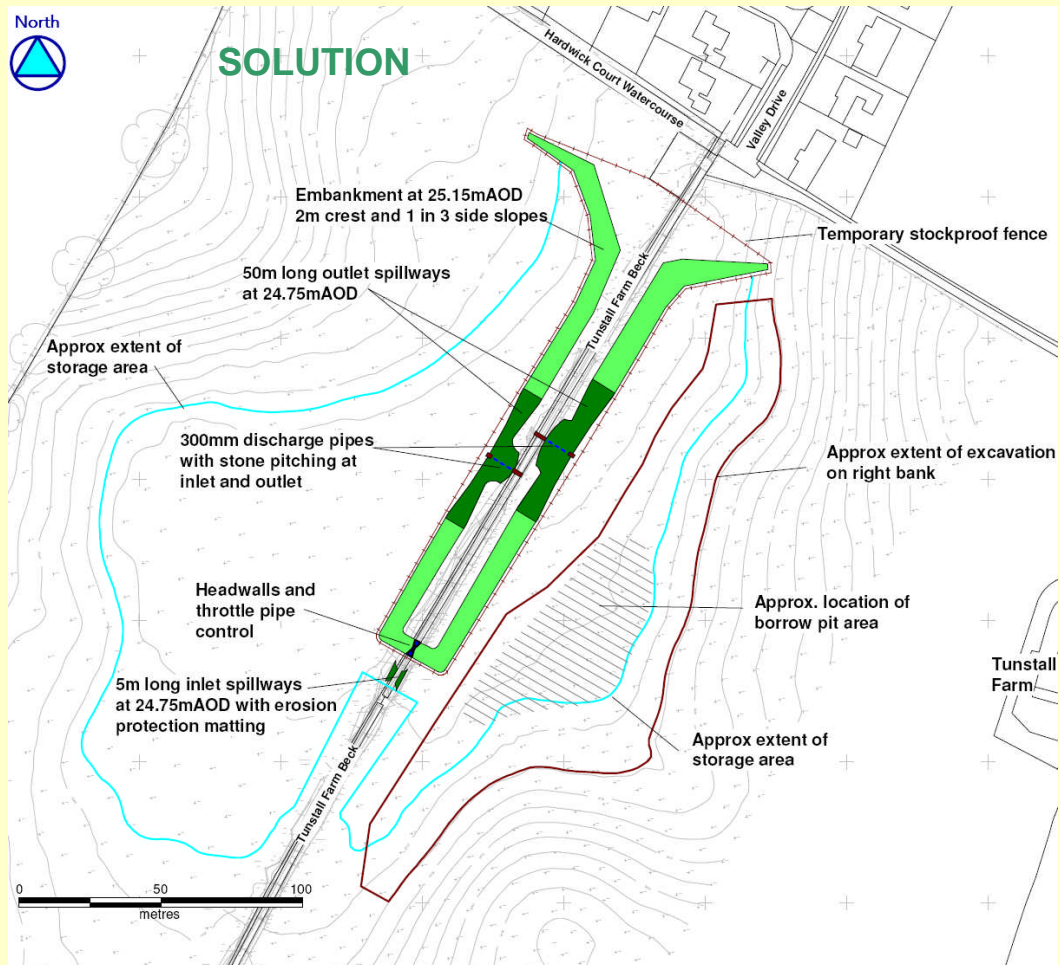 North
SOLUTION
Hardwick Court Watercourse
Valley Drive
Embankment at 25.15mAOD
2m crest and 1 in 3 side slopes
Temporary stockproof fence
50m long outlet spillways
at 24.75mAOD
Tunstall Farm Beck
Approx extent of
storage area
300mm discharge pipes
with stone pitching at
inlet and outlet
Approx extent of excavation
on right bank
Headwalls and
throttle pipe
control
Approx. location of
borrow pit area
Tunstall
Farm
5m long inlet spillways
at 24.75mAOD with erosion
protection matting
Approx extent of
storage area
Tunstall Farm Beck
0 50 100
metres